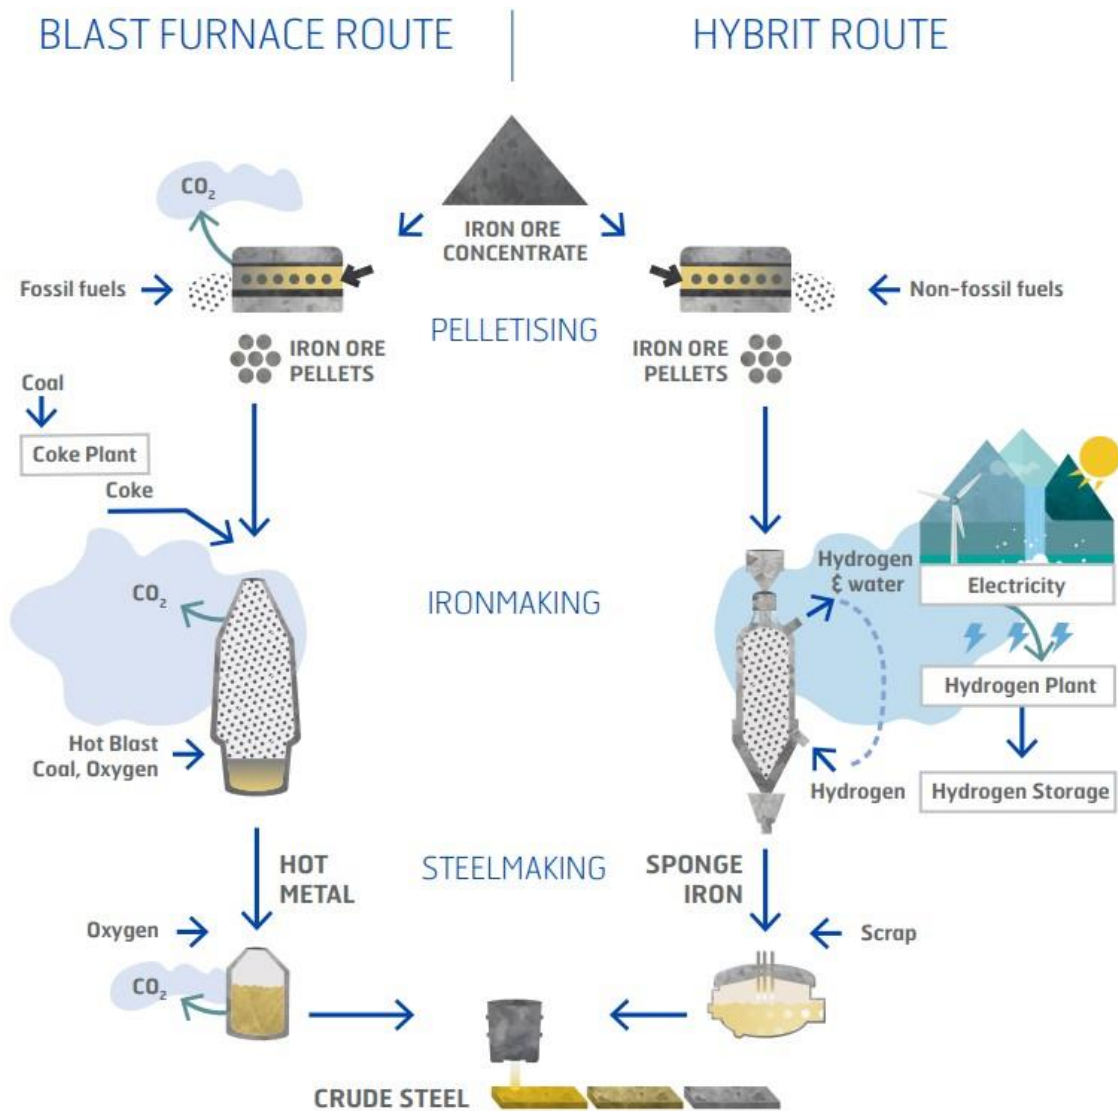 BLAST FURNACE ROUTE
HYBRIT ROUTE
CO₂
IRON ORE
CONCENTRATE
Fossil fuels
Non-fossil fuels
PELLETISING
IRON ORE
PELLETS
IRON ORE
PELLETS
Coal
Coke Plant
Coke
CO₂
IRONMAKING
Hydrogen
& water
Electricity
Hydrogen Plant
Hot Blast
Coal, Oxygen
Hydrogen
Hydrogen Storage
HOT
METAL
STEELMAKING
SPONGE
IRON
Oxygen
Scrap
CO₂
CRUDE STEEL